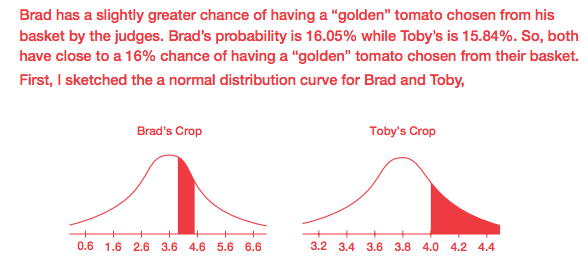 Brad has a slightly greater chance of having a “golden” tomato chosen from his
basket by the judges. Brad’s probability is 16.05% while Toby’s is 15.84%. So, both
have close to a 16% chance of having a “golden” tomato chosen from their basket.
First, I sketched the a normal distribution curve for Brad and Toby,
Brad's Crop Toby's Crop
0.6 1.6 2.6 3.6 4.6 5.6 6.6 3.2 3.4 3.6 3.8 4.0 4.2 4.4